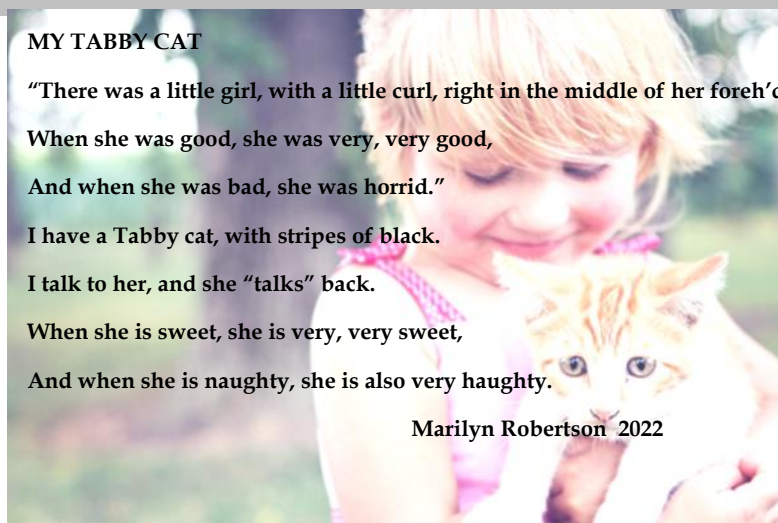 MY TABBY CAT
“There was a little girl, with a little curl, right in the middle of her foreh’d
When she was good, she was very, very good,
And when she was bad, she was horrid.”
I have a Tabby cat, with stripes of black.
I talk to her, and she “talks” back.
When she is sweet, she is very, very sweet,
And when she is naughty, she is also very haughty.
Marilyn Robertson 2022